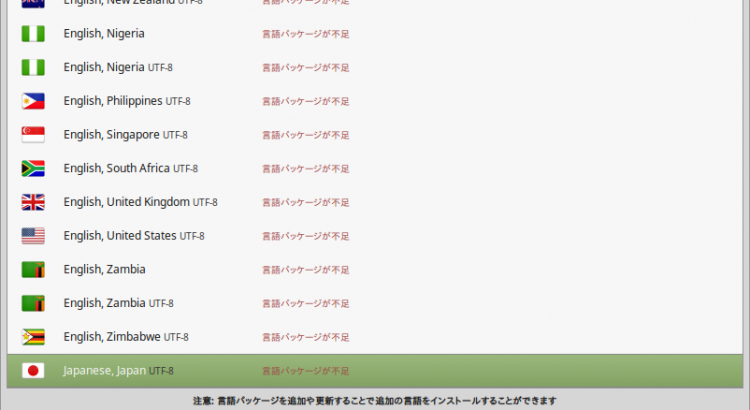 English, New Zealand UTF-8 言語パッケージが不足
English, Nigeria 言語パッケージが不足
English, Nigeria UTF-8 言語パッケージが不足
English, Philippines UTF-8 言語パッケージが不足
English, Singapore UTF-8 言語パッケージが不足
English, South Africa UTF-8 言語パッケージが不足
English, United Kingdom UTF-8 言語パッケージが不足
English, United States UTF-8 言語パッケージが不足
English, Zambia 言語パッケージが不足
English, Zambia UTF-8 言語パッケージが不足
English, Zimbabwe UTF-8 言語パッケージが不足
Japanese, Japan UTF-8 言語パッケージが不足
注意: 言語パッケージを追加や更新することで追加の言語をインストールすることができます